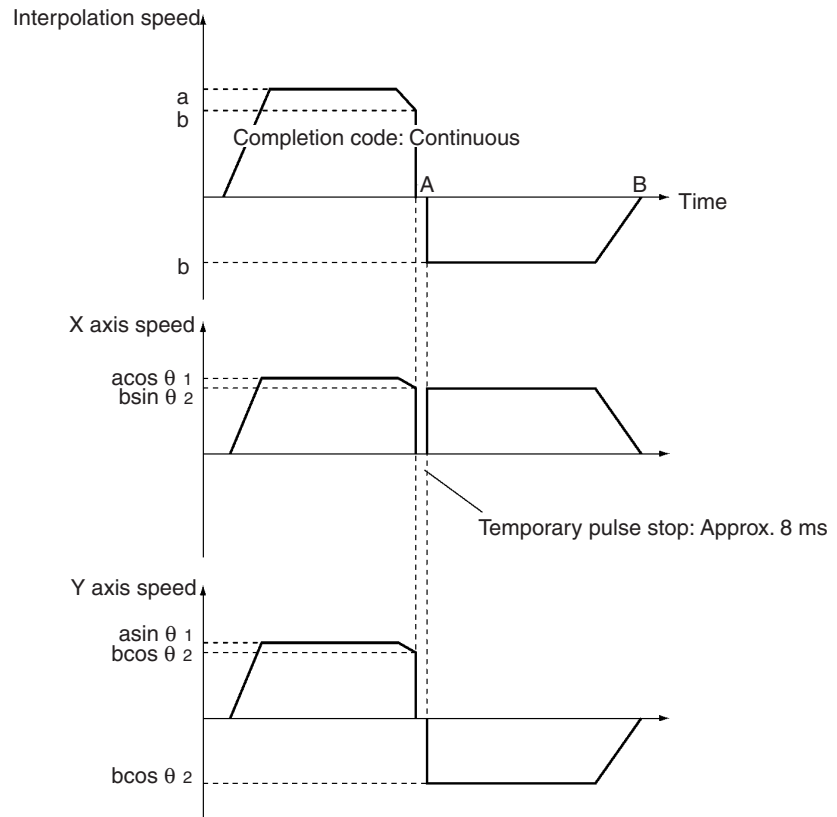 Interpolation speed
a
b
Completion code: Continuous
A
B
Time
b
X axis speed
acos θ 1
bsin θ 2
Temporary pulse stop: Approx. 8 ms
Y axis speed
asin θ 1
bcos θ 2
bcos θ 2